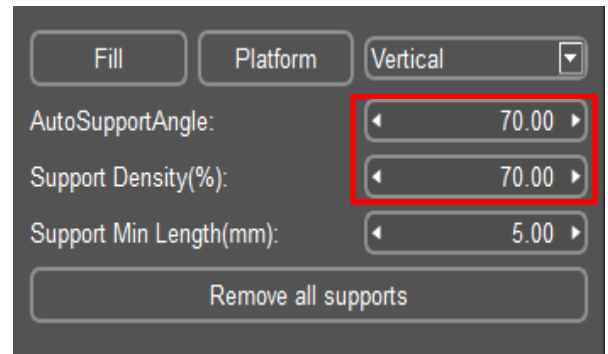 Fill Platform Vertical
AutoSupportAngle: 70.00
Support Density(%): 70.00
Support Min Length(mm): 5.00
Remove all supports